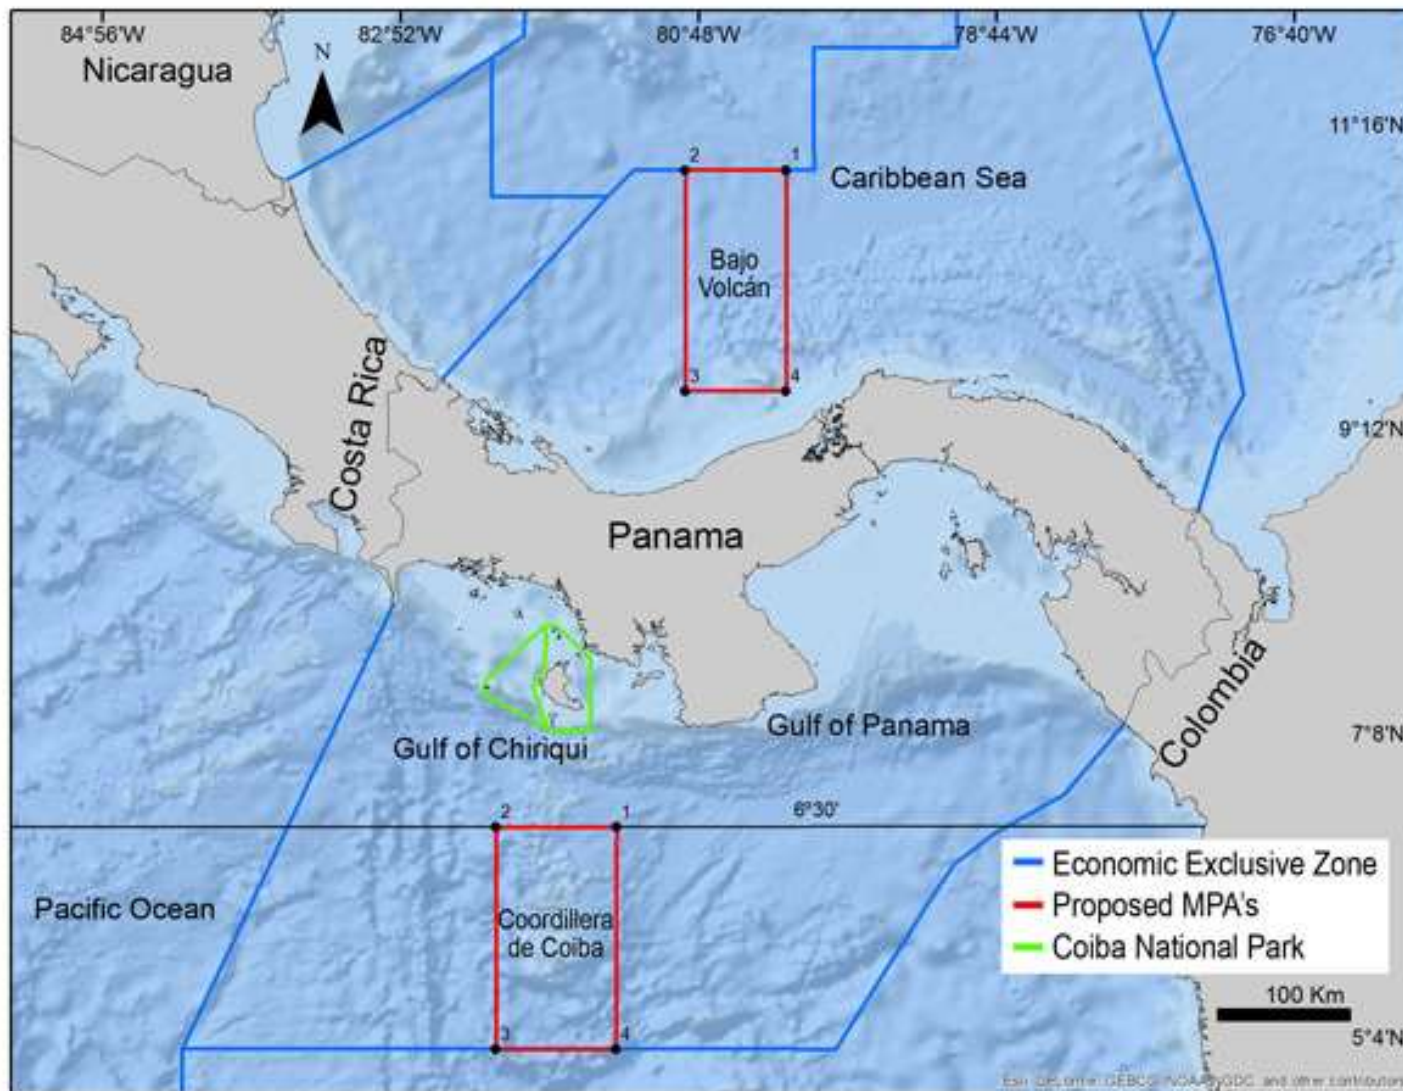 84°56'W 82°52'W 80°48'W 78°44'W 76°40'W
Nicaragua
N
11°16'N
2 1
Caribbean Sea
Bajo
Volcán
3 4
Costa Rica
9°12'N
Panama
Colombia
Gulf of Panama
Gulf of Chiriqui
7°8'N
2 1
6°30'
Economic Exclusive Zone
Pacific Ocean
Proposed MPA's
Coordillera
de Coiba
Coiba National Park
100 Km
3 4
5°4'N
and other contributors